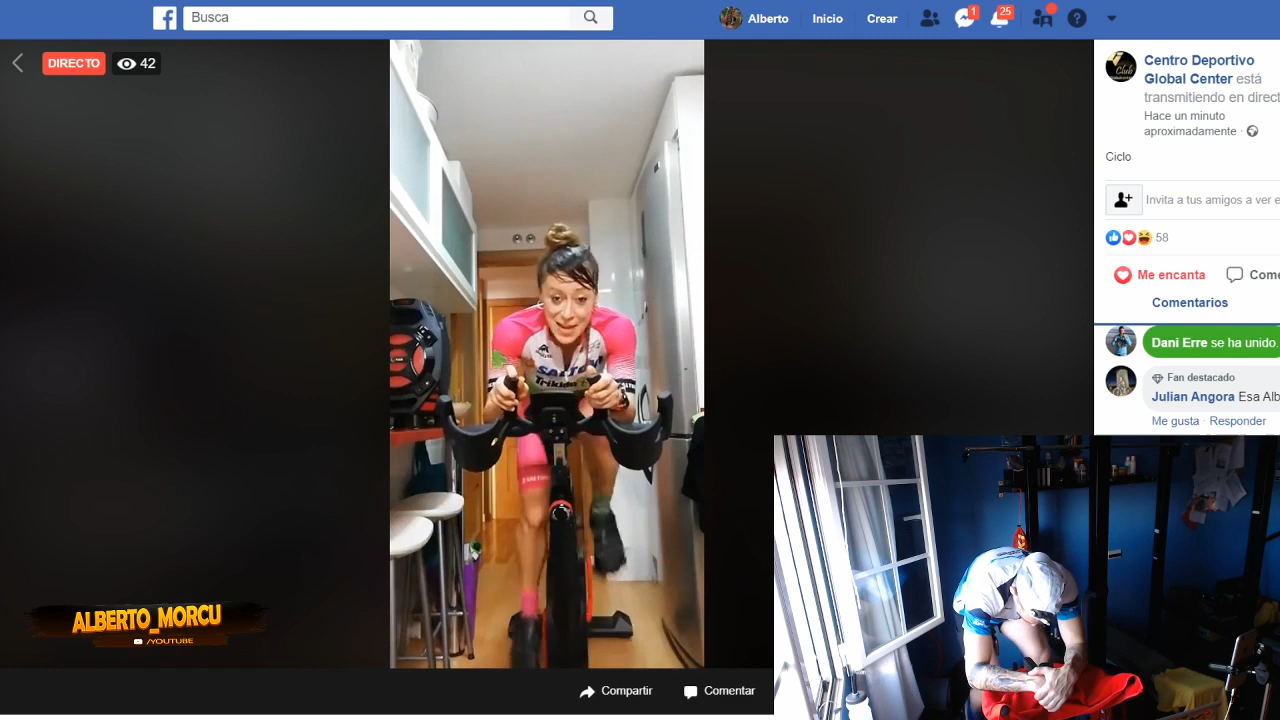 Busca
Alberto
Inicio
Crear
1
25
DIRECTO
42
Centro Deportivo
Global Center está
transmitiendo en direct
Hace un minuto
aproximadamente ·
Ciclo
Invita a tus amigos a ver e
58
Me encanta
Come
Comentarios
Dani Erre se ha unido.
Fan destacado
Julian Angora Esa Alb
Me gusta · Responder
SALTO
Trikide
ALBERTO_MORCU
/YOUTUBE
Compartir
Comentar